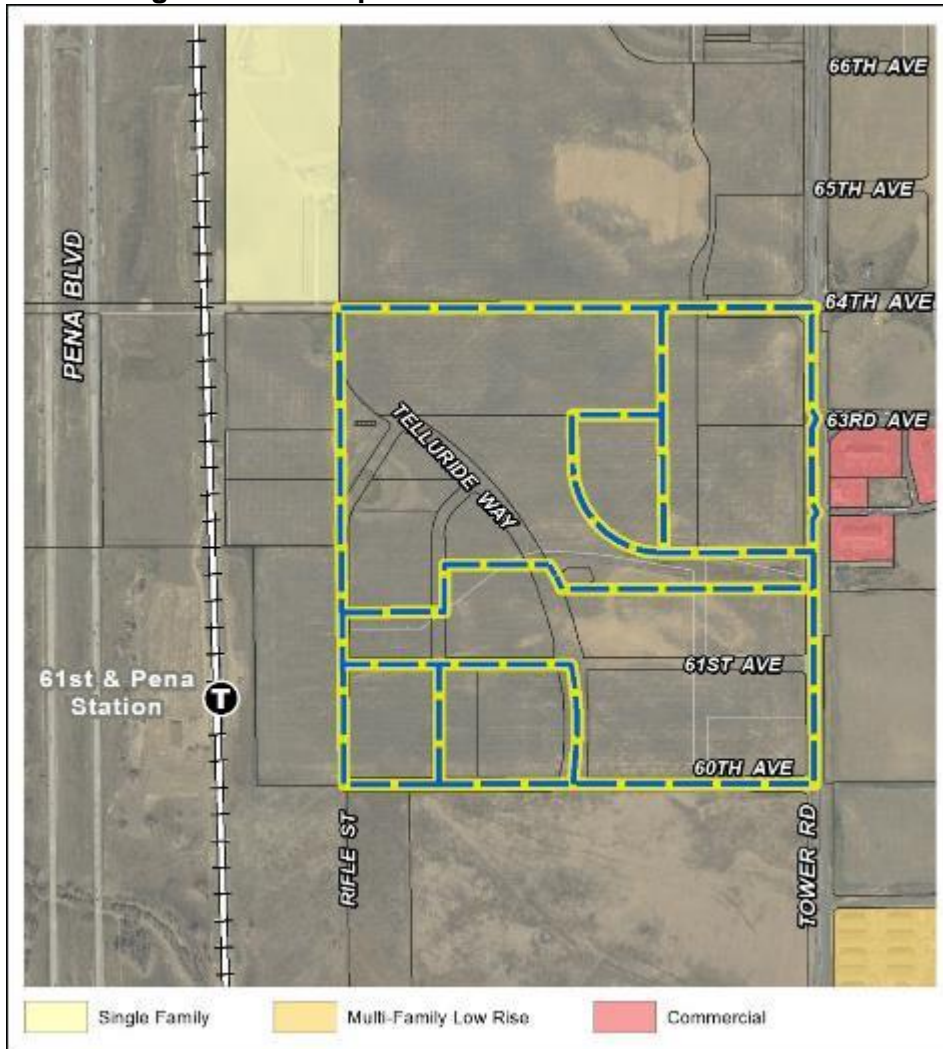 66TH AVE
65TH AVE
PENA BLVD
64TH AVE
63RD AVE
TELLURIDE WAY
61ST AVE
61st & Pena
Station
T
60TH AVE
RIFLE ST
TOWER RD
Single Family
Multi-Family Low Rise
Commercial